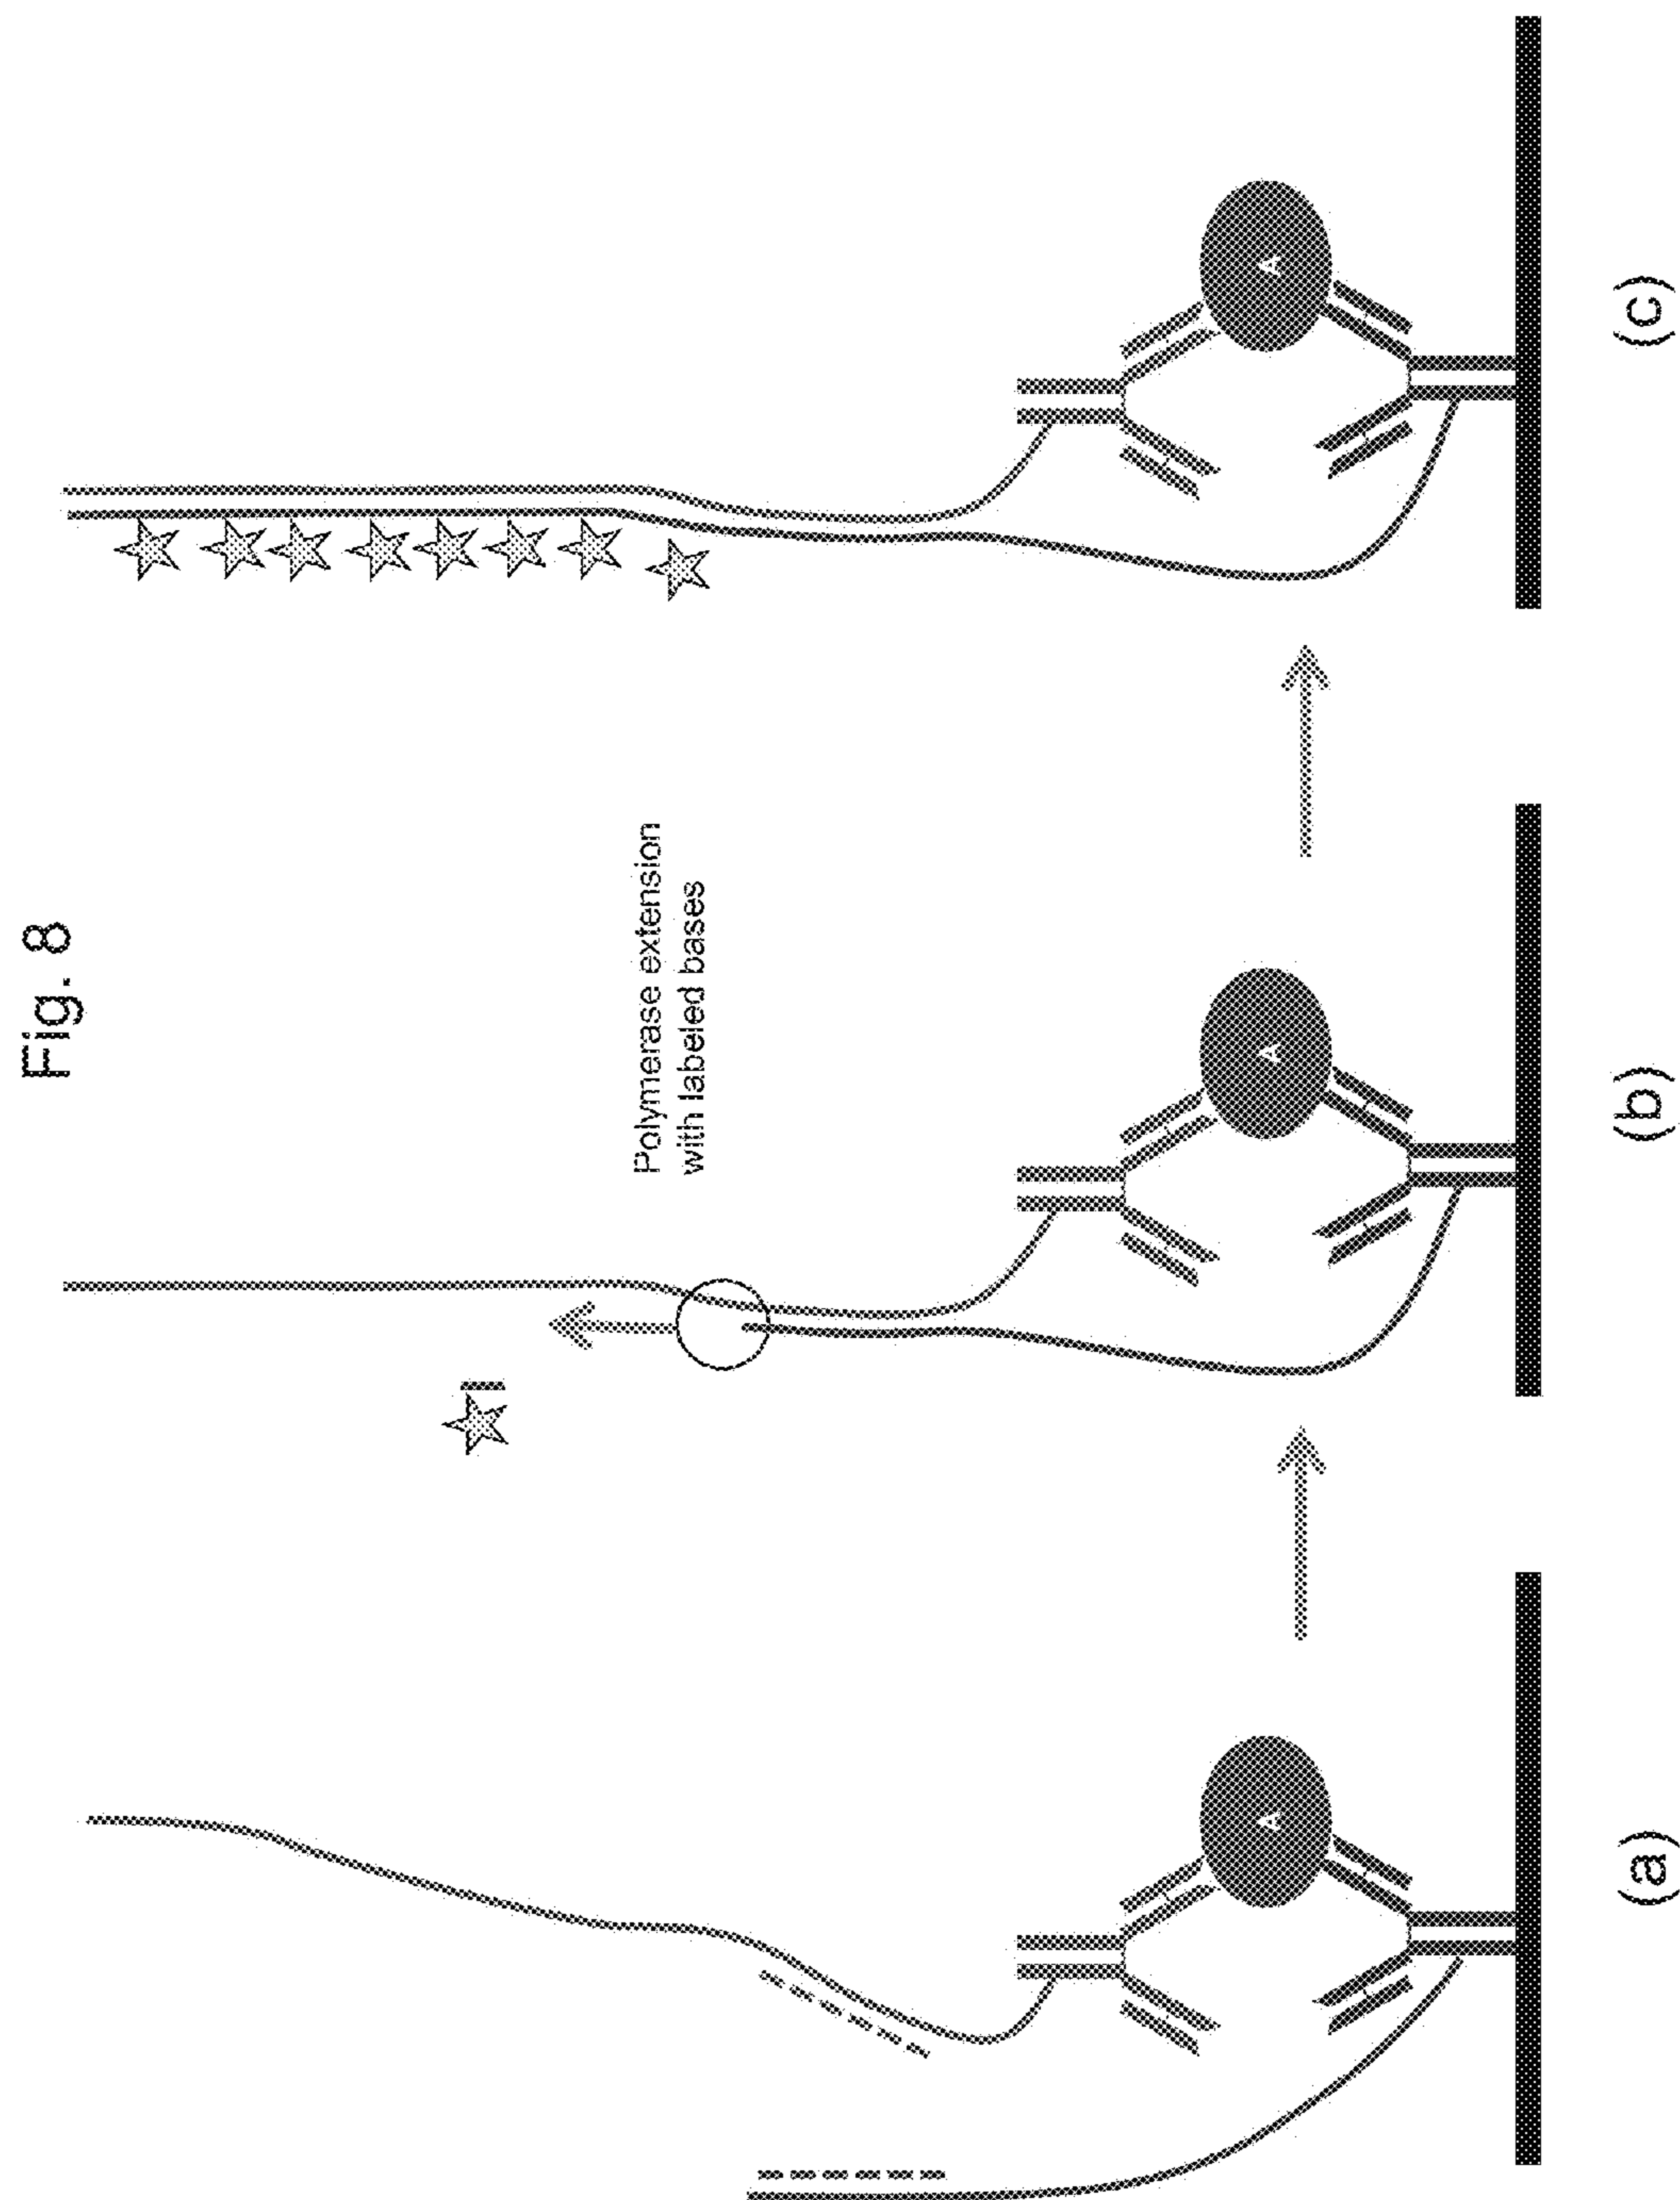 Fig. 8
Polymerase extension
with labeled bases
A
A
A
(a)
(b)
(c)